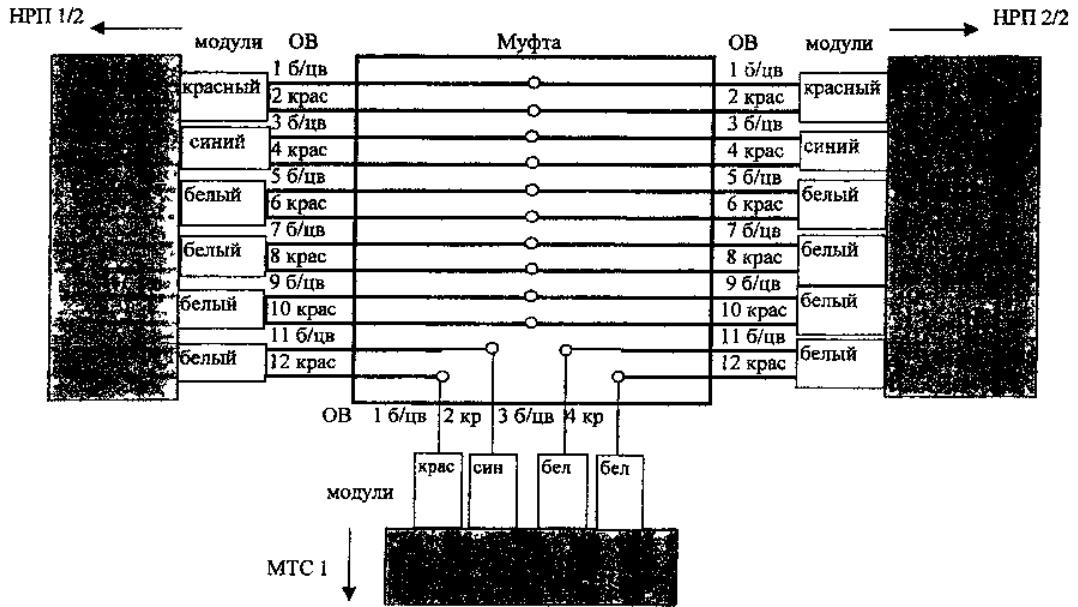 НРП 1/2
НРП 2/2
модули ОВ Муфта ОВ модули
1 б/цв 1 б/цв
красный 2 крас 2 крас красный
3 б/цв 3 б/цв
синий 4 крас 4 крас синий
5 б/цв 5 б/цв
белый 6 крас 6 крас белый
7 б/цв 7 б/цв
белый 8 крас 8 крас белый
9 б/цв 9 б/цв
белый 10 крас 10 крас белый
11 б/цв 11 б/цв
белый 12 крас 12 крас белый
ОВ 1 б/цв 2 кр 3 б/цв 4 кр
крас син бел бел
модули
МТС 1